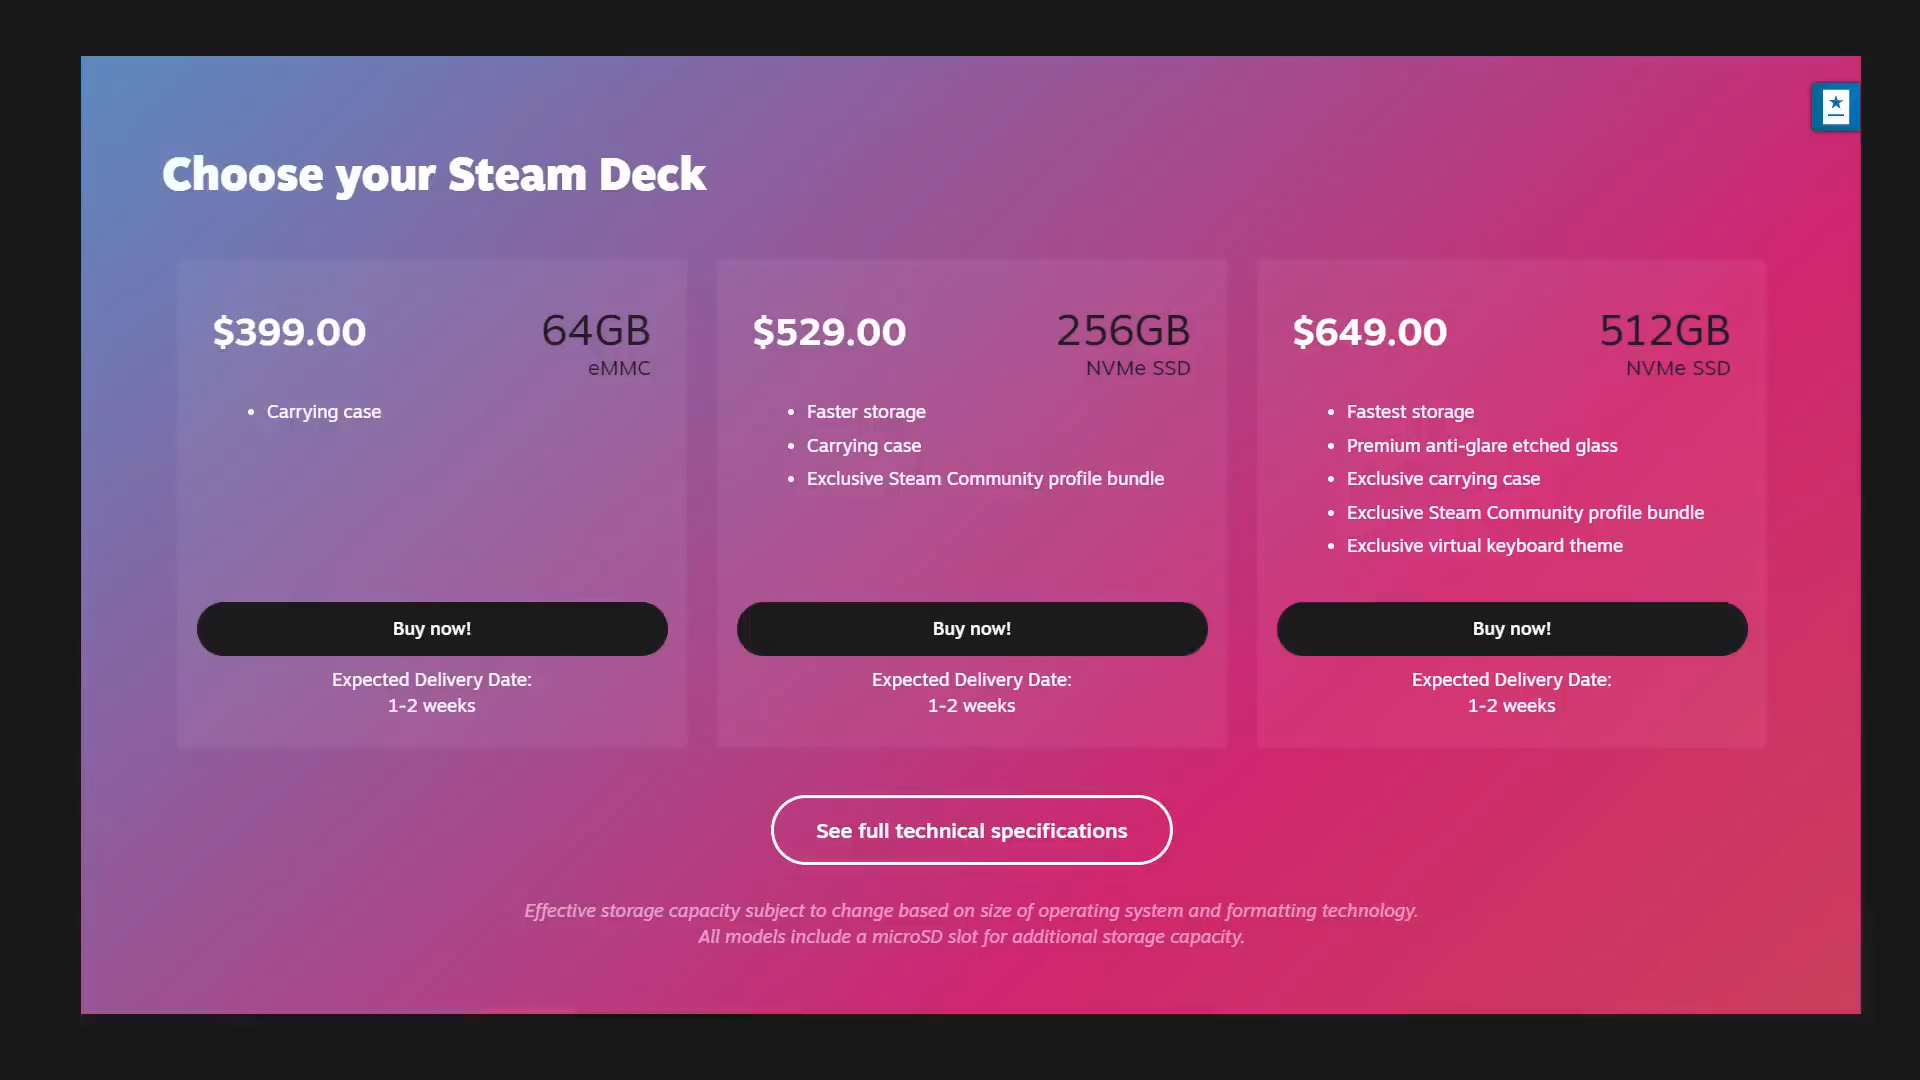 Choose your Steam Deck
$399.00
64GB
eMMC
• Carrying case
Buy now!
Expected Delivery Date:
1-2 weeks
$529.00
256GB
NVMe SSD
• Faster storage
• Carrying case
• Exclusive Steam Community profile bundle
Buy now!
Expected Delivery Date:
1-2 weeks
$649.00
512GB
NVMe SSD
• Fastest storage
• Premium anti-glare etched glass
• Exclusive carrying case
• Exclusive Steam Community profile bundle
• Exclusive virtual keyboard theme
Buy now!
Expected Delivery Date:
1-2 weeks
See full technical specifications
Effective storage capacity subject to change based on size of operating system and formatting technology.
All models include a microSD slot for additional storage capacity.